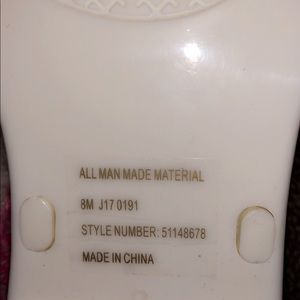 ALL MAN MADE MATERIAL
8M J17 0191
STYLE NUMBER: 51148678
MADE IN CHINA